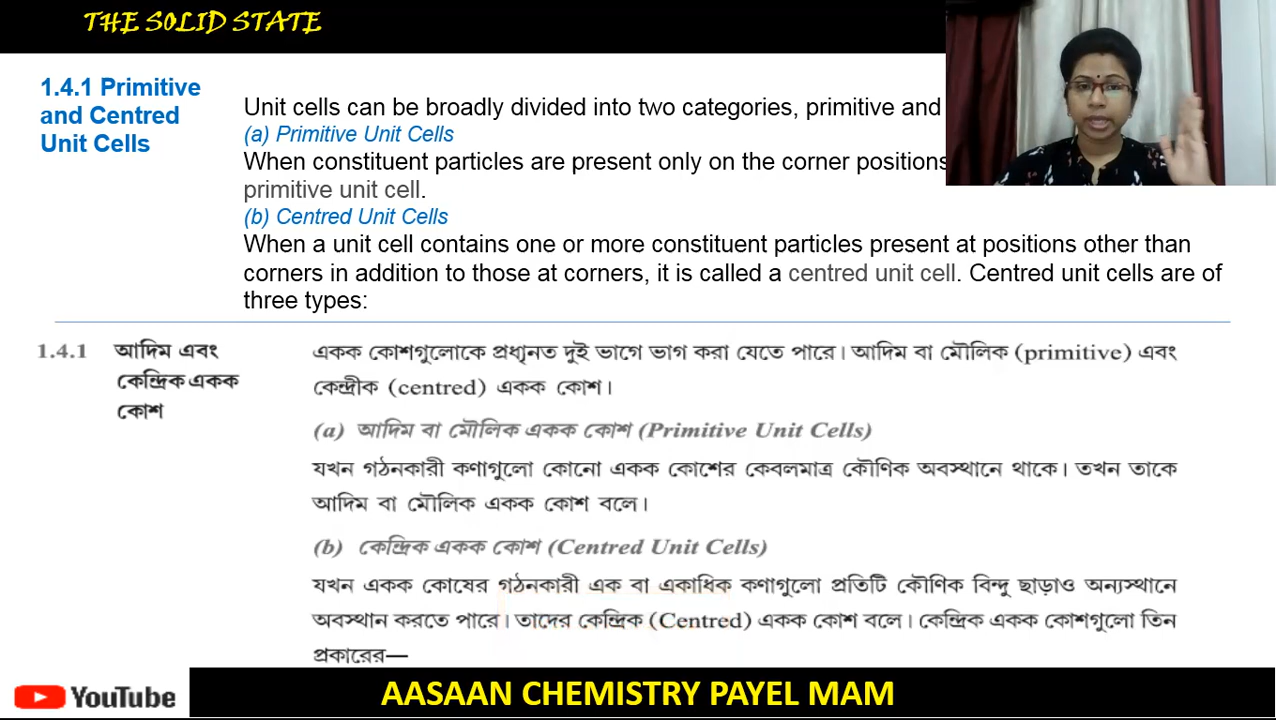 THE SOLID STATE
1.4.1 Primitive
and Centred
Unit Cells
Unit cells can be broadly divided into two categories, primitive and
(a) Primitive Unit Cells
When constituent particles are present only on the corner positions
primitive unit cell.
(b) Centred Unit Cells
When a unit cell contains one or more constituent particles present at positions other than
corners in addition to those at corners, it is called a centred unit cell. Centred unit cells are of
three types:
1.4.1 আদিম এবং
কেন্দ্রিক একক
কোশ
একক কোশগুলোকে প্রধানত দুই ভাগে ভাগ করা যেতে পারে। আদিম বা মৌলিক (primitive) এবং
কেন্দ্রীক (centred) একক কোশ।
(a) আদিম বা মৌলিক একক কোশ (Primitive Unit Cells)
যখন গঠনকারী কণাগুলো কোনো একক কোশের কেবলমাত্র কৌণিক অবস্থানে থাকে। তখন তাকে
আদিম বা মৌলিক একক কোশ বলে।
(b) কেন্দ্রিক একক কোশ (Centred Unit Cells)
যখন একক কোষের গঠনকারী এক বা একাধিক কণাগুলো প্রতিটি কৌণিক বিন্দু ছাড়াও অন্যস্থানে
অবস্থান করতে পারে। তাদের কেন্দ্রিক (Centred) একক কোশ বলে। কেন্দ্রিক একক কোশগুলো তিন
প্রকারের—
YouTube
AASAAN CHEMISTRY PAYEL MAM